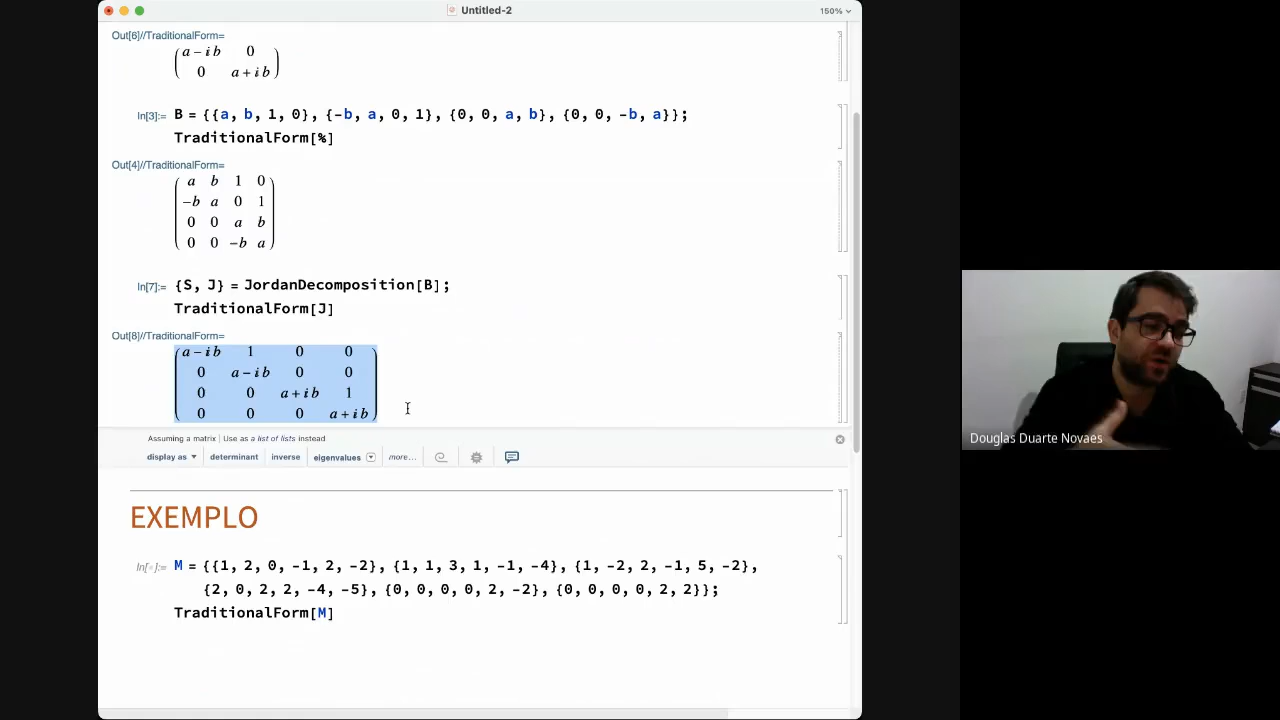 Untitled-2
150%
Out[6]//TraditionalForm=
a - i b 0
0 a + i b
In[3]:= B = {{a, b, 1, 0}, {-b, a, 0, 1}, {0, 0, a, b}, {0, 0, -b, a}};
TraditionalForm[%]
Out[4]//TraditionalForm=
a b 1 0
-b a 0 1
0 0 a b
0 0 -b a
In[7]:= {S, J} = JordanDecomposition[B];
TraditionalForm[J]
Out[8]//TraditionalForm=
a - i b 1 0 0
0 a - i b 0 0
0 0 a + i b 1
0 0 0 a + i b
Assuming a matrix | Use as a list of lists instead
display as determinant inverse eigenvalues more...
EXEMPLO
In[•]:= M = {{1, 2, 0, -1, 2, -2}, {1, 1, 3, 1, -1, -4}, {1, -2, 2, -1, 5, -2},
{2, 0, 2, 2, -4, -5}, {0, 0, 0, 0, 2, -2}, {0, 0, 0, 0, 2, 2}};
TraditionalForm[M]
Douglas Duarte Novaes